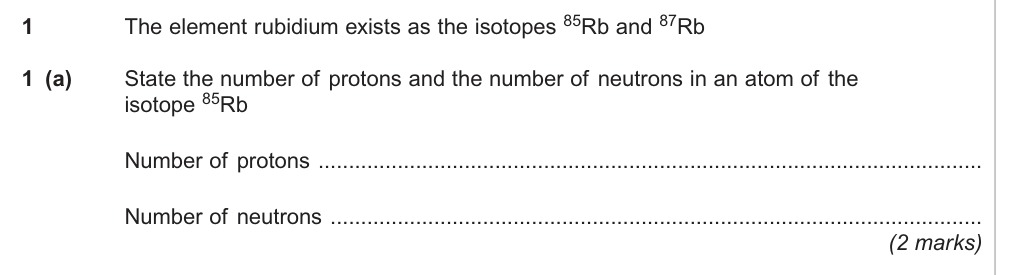 1 The element rubidium exists as the isotopes ⁸⁵Rb and ⁸⁷Rb
1 (a) State the number of protons and the number of neutrons in an atom of the
isotope ⁸⁵Rb
Number of protons ..............................................................................................................
Number of neutrons ............................................................................................................
(2 marks)